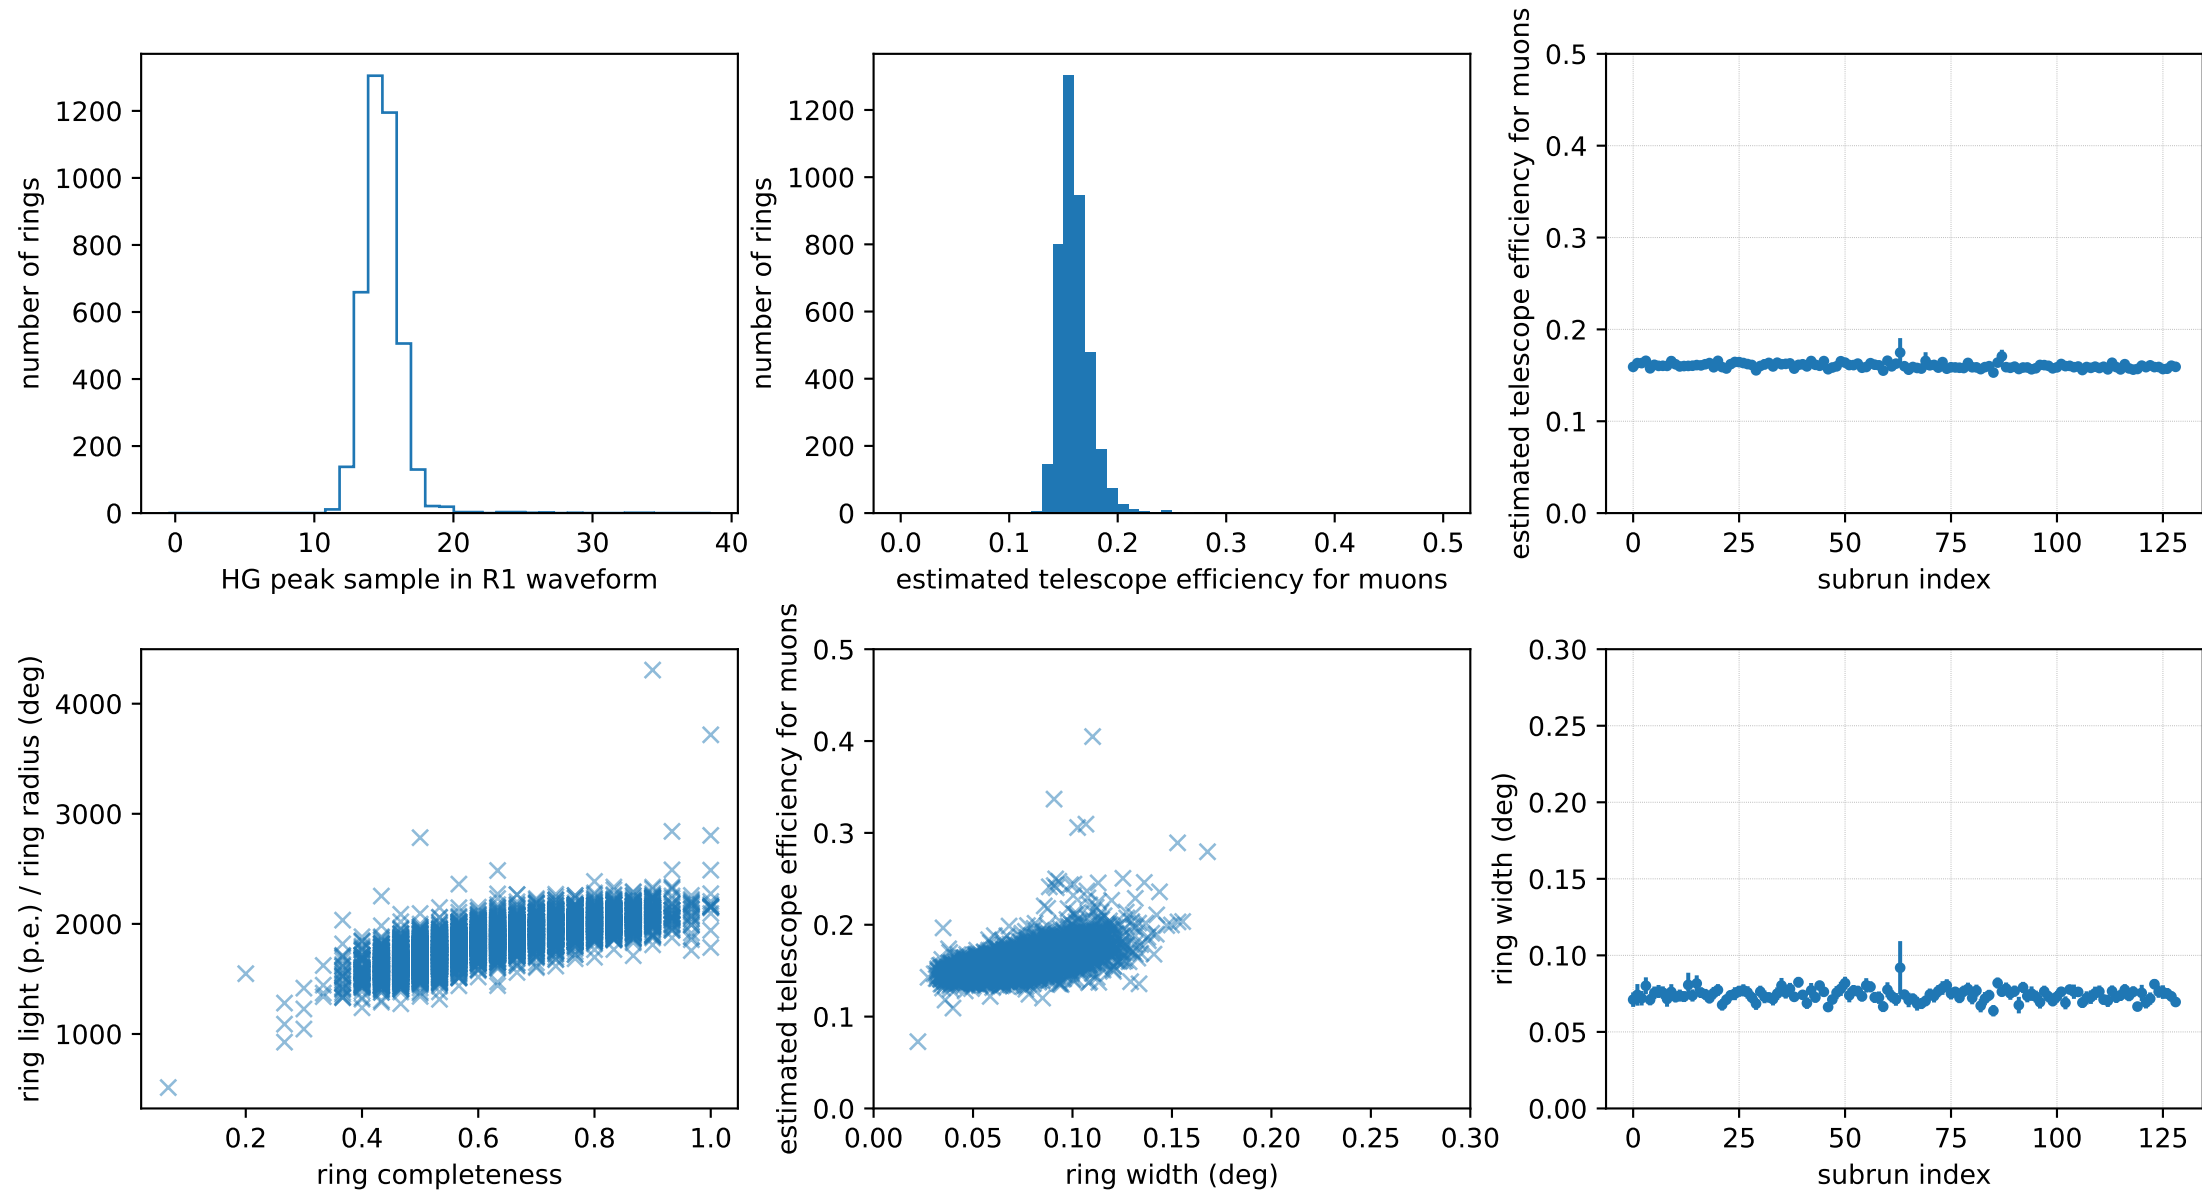 number of rings
1200
1000
800
600
400
200
0
0 10 20 30 40
HG peak sample in R1 waveform
number of rings
1200
1000
800
600
400
200
0
0.0 0.1 0.2 0.3 0.4 0.5
estimated telescope efficiency for muons
estimated telescope efficiency for muons
0.5
0.4
0.3
0.2
0.1
0.0
0 25 50 75 100 125
subrun index
ring light (p.e.) / ring radius (deg)
4000
3000
2000
1000
0.2 0.4 0.6 0.8 1.0
ring completeness
estimated telescope efficiency for muons
0.5
0.4
0.3
0.2
0.1
0.0
0.00 0.05 0.10 0.15 0.20 0.25 0.30
ring width (deg)
ring width (deg)
0.30
0.25
0.20
0.15
0.10
0.05
0.00
0 25 50 75 100 125
subrun index